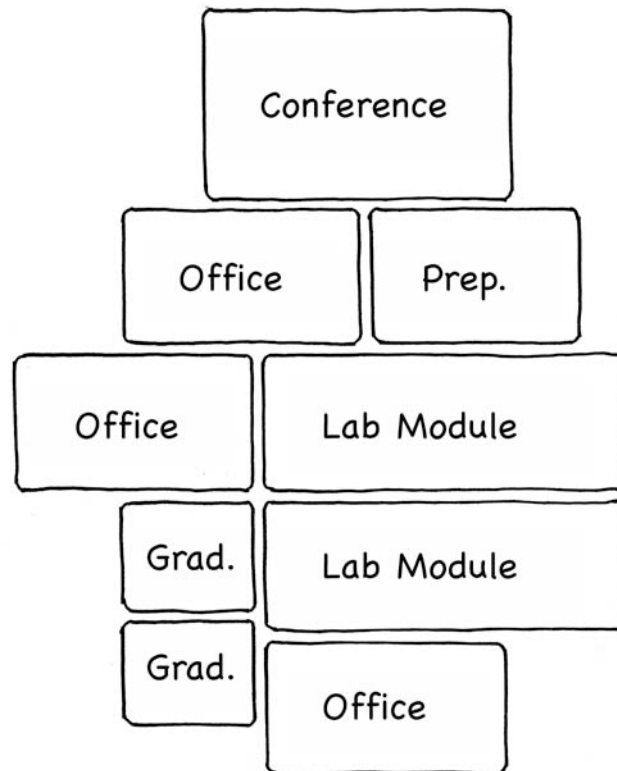 Conference
Office Prep.
Office Lab Module
Grad. Lab Module
Grad. Office